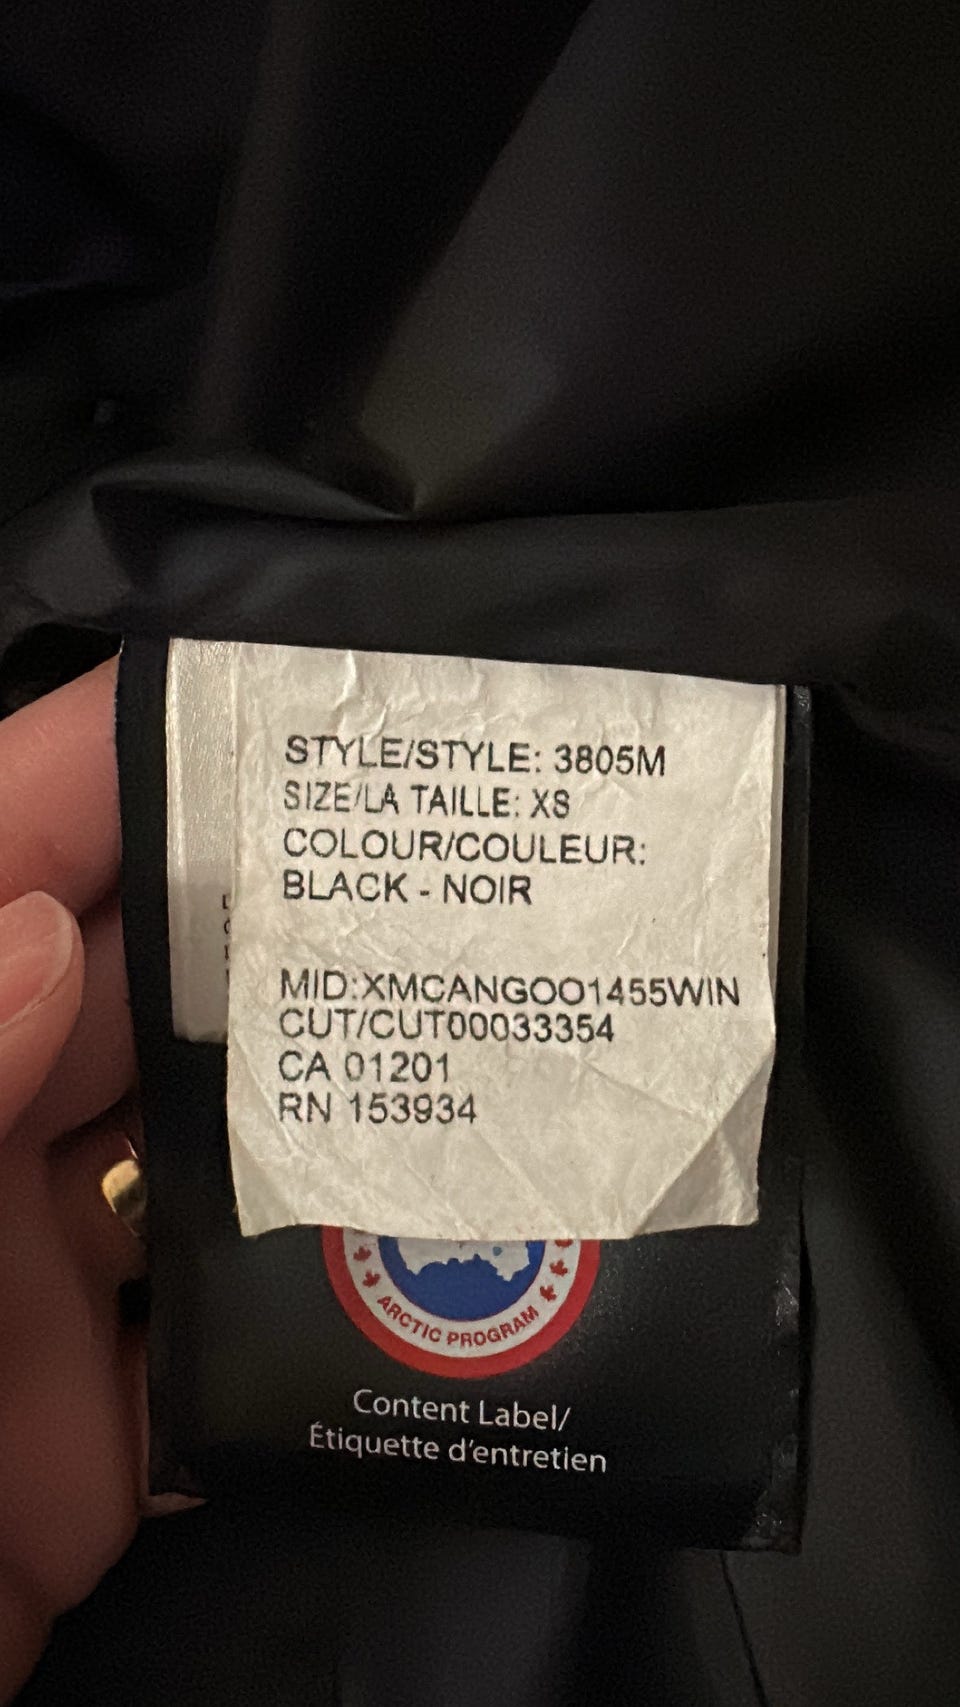 STYLE/STYLE: 3805M
SIZE/LA TAILLE: XS
COLOUR/COULEUR:
BLACK - NOIR
MID:XMCANGOO1455WIN
CUT/CUT00033354
CA 01201
RN 153934
ARCTIC PROGRAM
Content Label/
Étiquette d'entretien